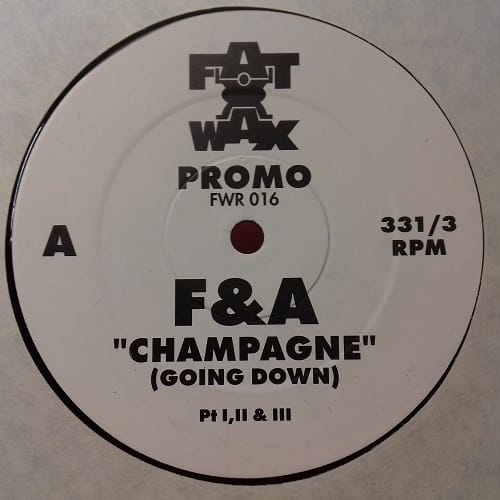 FAT
WAX
PROMO
FWR 016
A
331/3
RPM
F&A
"CHAMPAGNE"
(GOING DOWN)
Pt I,II & III